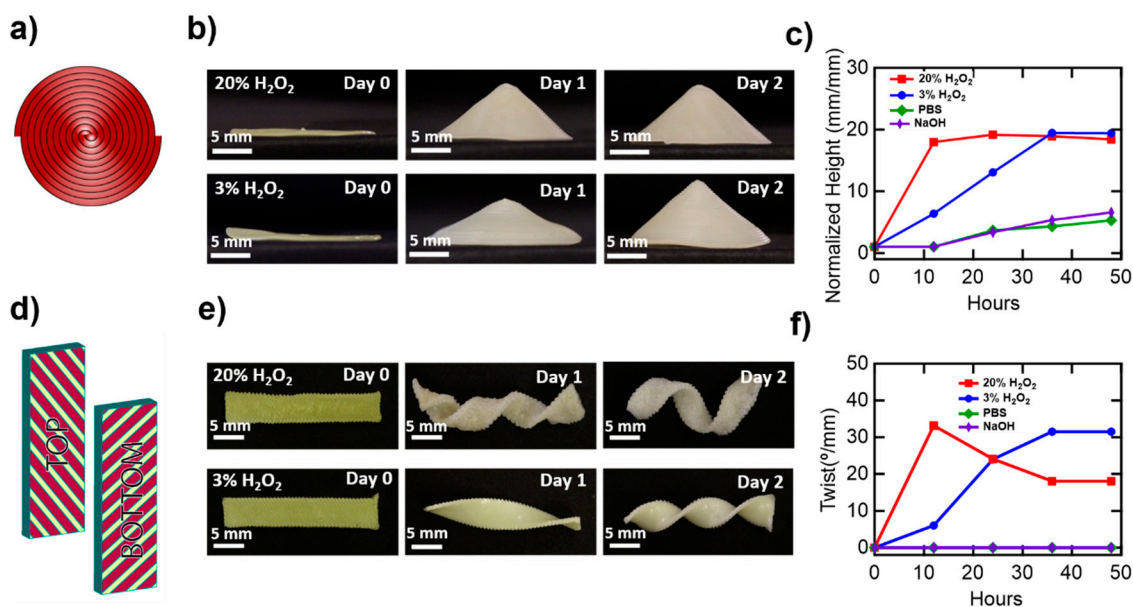 a)
b)
20% H₂O₂ Day 0
5 mm
Day 1
5 mm
Day 2
5 mm
3% H₂O₂ Day 0
5 mm
Day 1
5 mm
Day 2
5 mm
c)
Normalized Height (mm/mm)
30
20
10
0
20% H₂O₂
3% H₂O₂
PBS
NaOH
0 10 20 30 40 50
Hours
d)
TOP
BOTTOM
e)
20% H₂O₂ Day 0
5 mm
Day 1
5 mm
Day 2
5 mm
3% H₂O₂ Day 0
5 mm
Day 1
5 mm
Day 2
5 mm
f)
Twist(º/mm)
50
40
30
20
10
0
20% H₂O₂
3% H₂O₂
PBS
NaOH
0 10 20 30 40 50
Hours